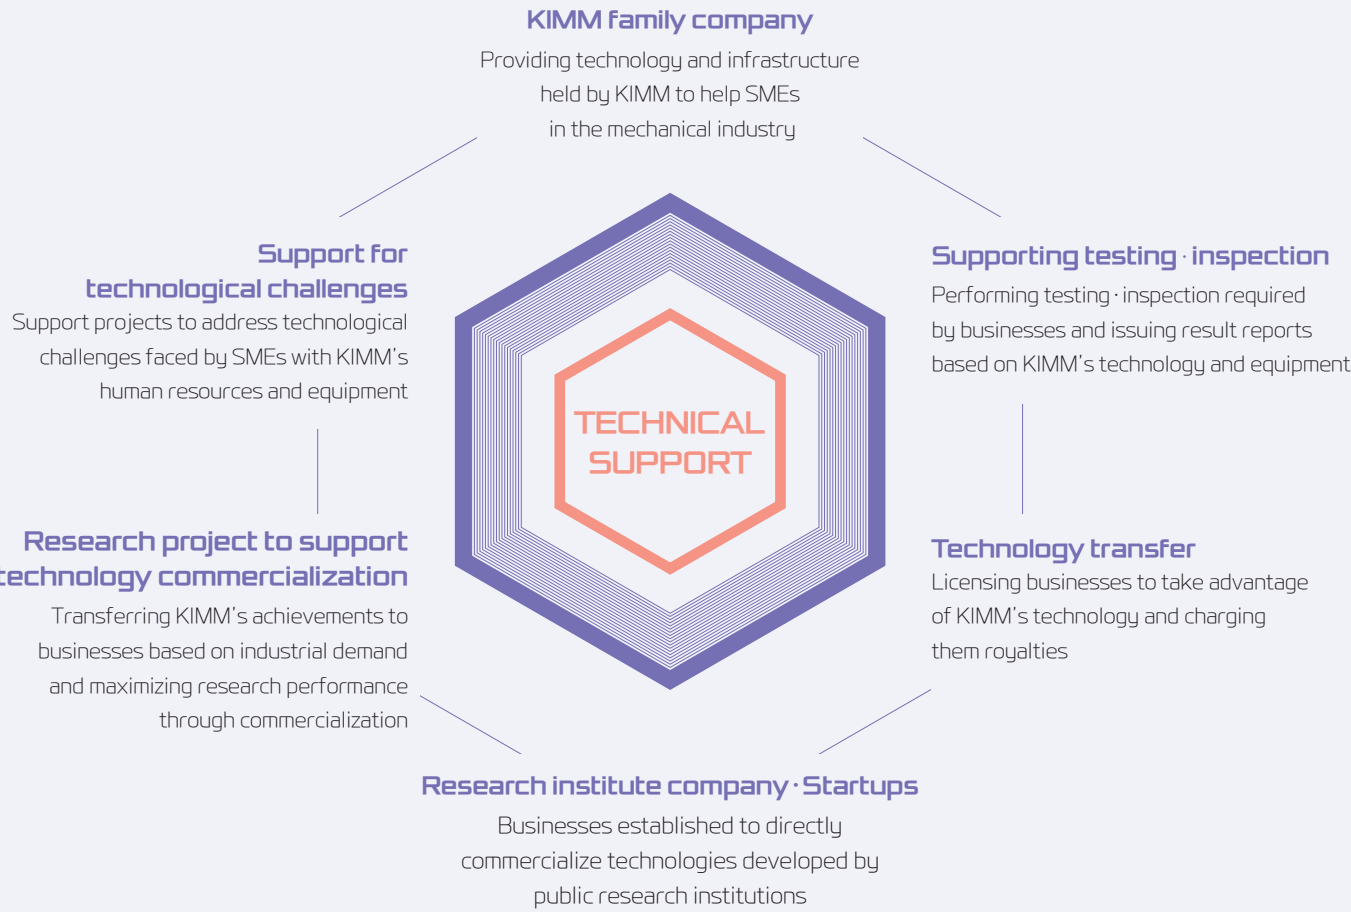 KIMM family company
Providing technology and infrastructure
held by KIMM to help SMEs
in the mechanical industry
Support for
technological challenges
Support projects to address technological
challenges faced by SMEs with KIMM's
human resources and equipment
Supporting testing · inspection
Performing testing · inspection required
by businesses and issuing result reports
based on KIMM's technology and equipment
TECHNICAL
SUPPORT
Research project to support
technology commercialization
Transferring KIMM's achievements to
businesses based on industrial demand
and maximizing research performance
through commercialization
Technology transfer
Licensing businesses to take advantage
of KIMM's technology and charging
them royalties
Research institute company · Startups
Businesses established to directly
commercialize technologies developed by
public research institutions